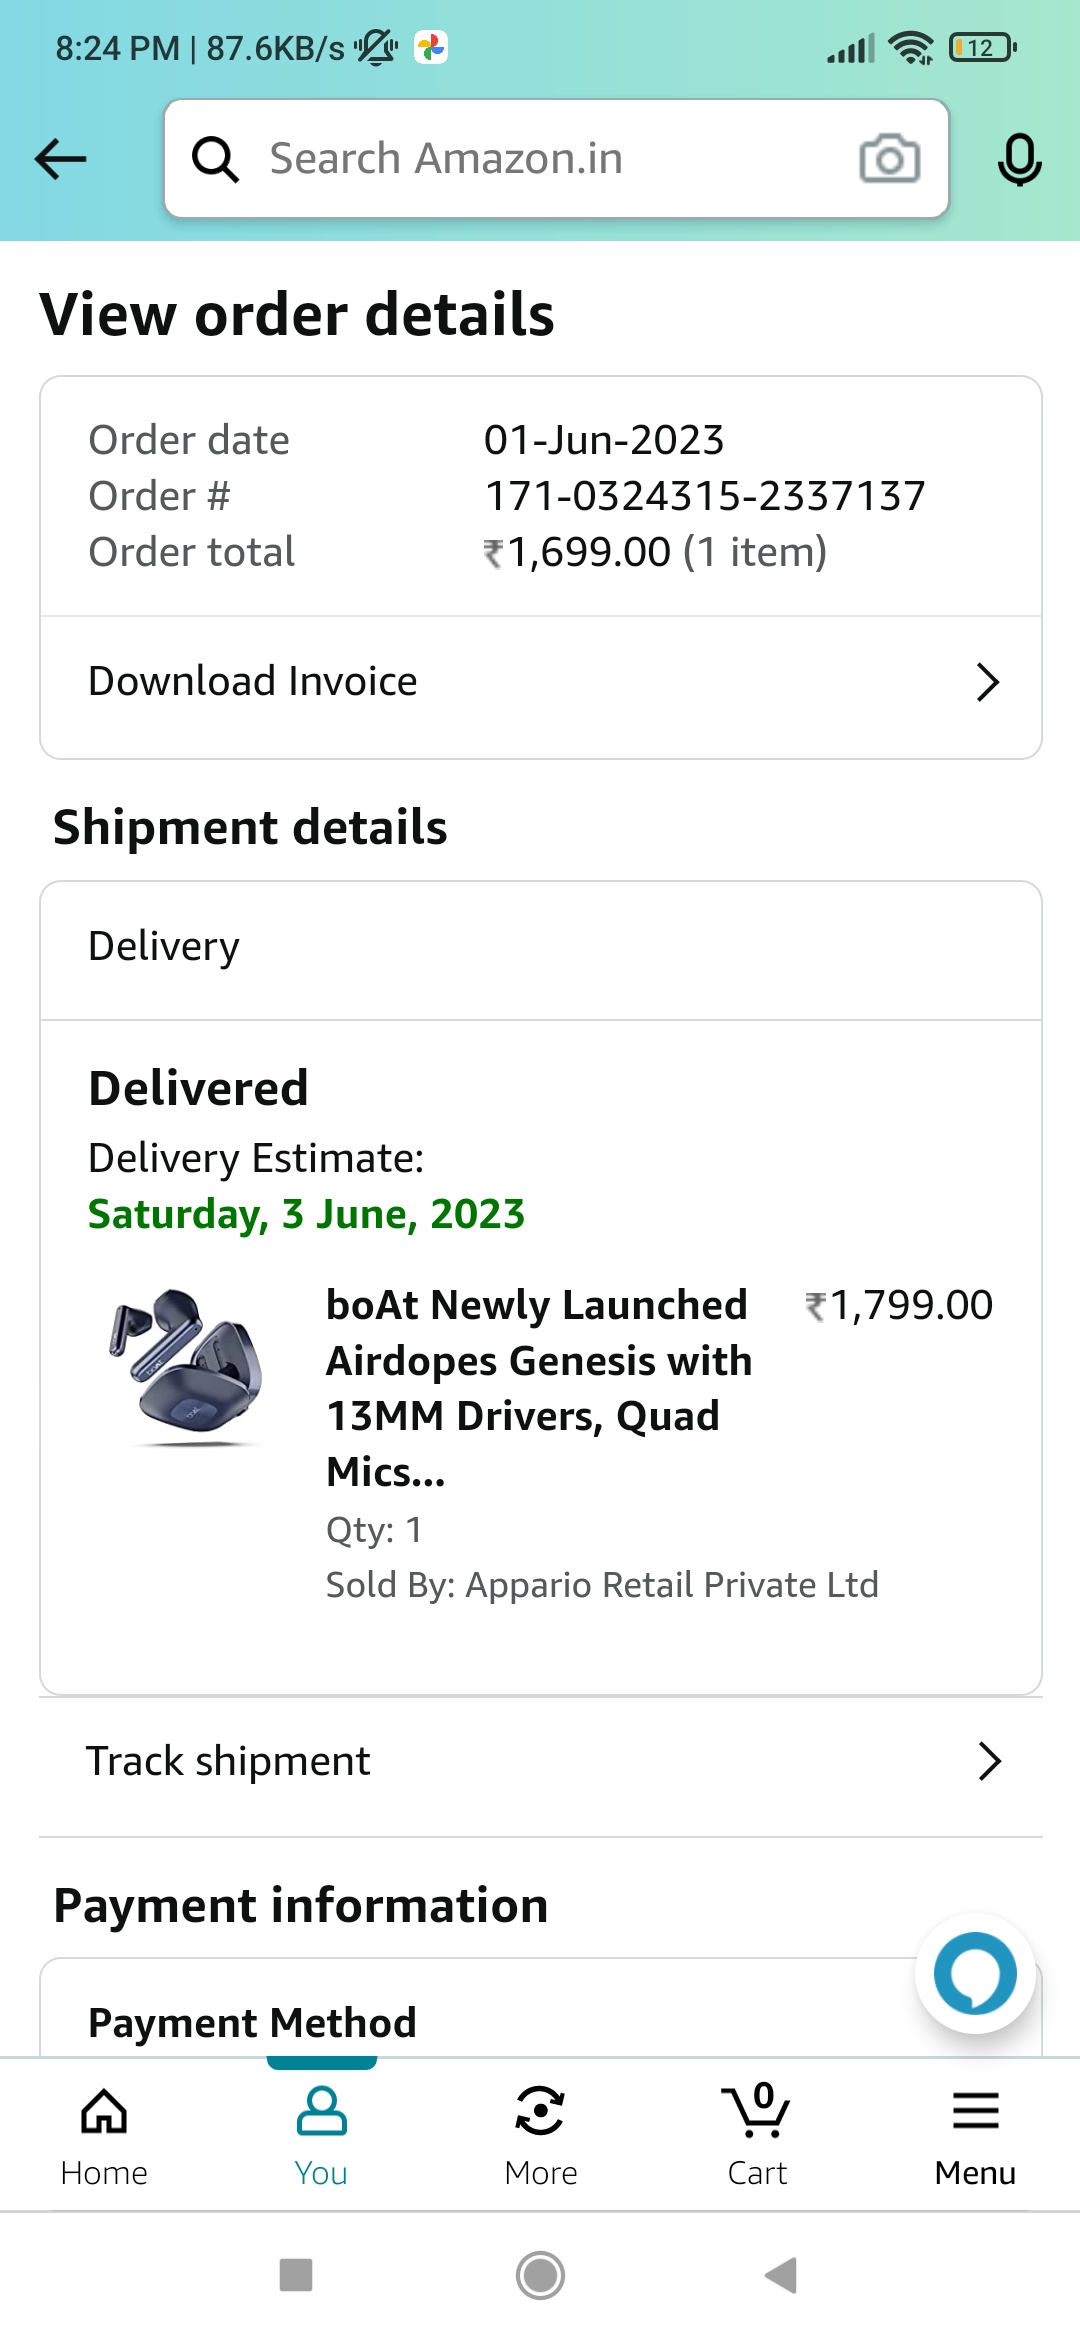 8:24 PM | 87.6KB/s
12
Search Amazon.in
View order details
Order date 01-Jun-2023
Order # 171-0324315-2337137
Order total ₹1,699.00 (1 item)
Download Invoice
Shipment details
Delivery
Delivered
Delivery Estimate:
Saturday, 3 June, 2023
boAt Newly Launched ₹1,799.00
Airdopes Genesis with
13MM Drivers, Quad
Mics...
Qty: 1
Sold By: Appario Retail Private Ltd
Track shipment
Payment information
Payment Method
0
Home You More Cart Menu